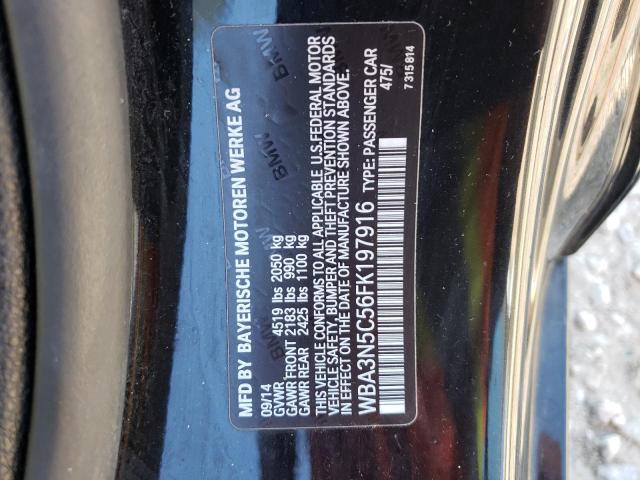 MFD BY BAYERISCHE MOTOREN WERKE AG
09/14
GVWR 4519 lbs 2050 kg
GAWR FRONT 2183 lbs 990 kg
GAWR REAR 2425 lbs 1100 kg
THIS VEHICLE CONFORMS TO ALL APPLICABLE U.S.FEDERAL MOTOR
VEHICLE SAFETY, BUMPER AND THEFT PREVENTION STANDARDS
IN EFFECT ON THE DATE OF MANUFACTURE SHOWN ABOVE.
WBA3N5C56FK197916 TYPE: PASSENGER CAR
475/
7 315 814
BMW
BMW
BMW
BMW